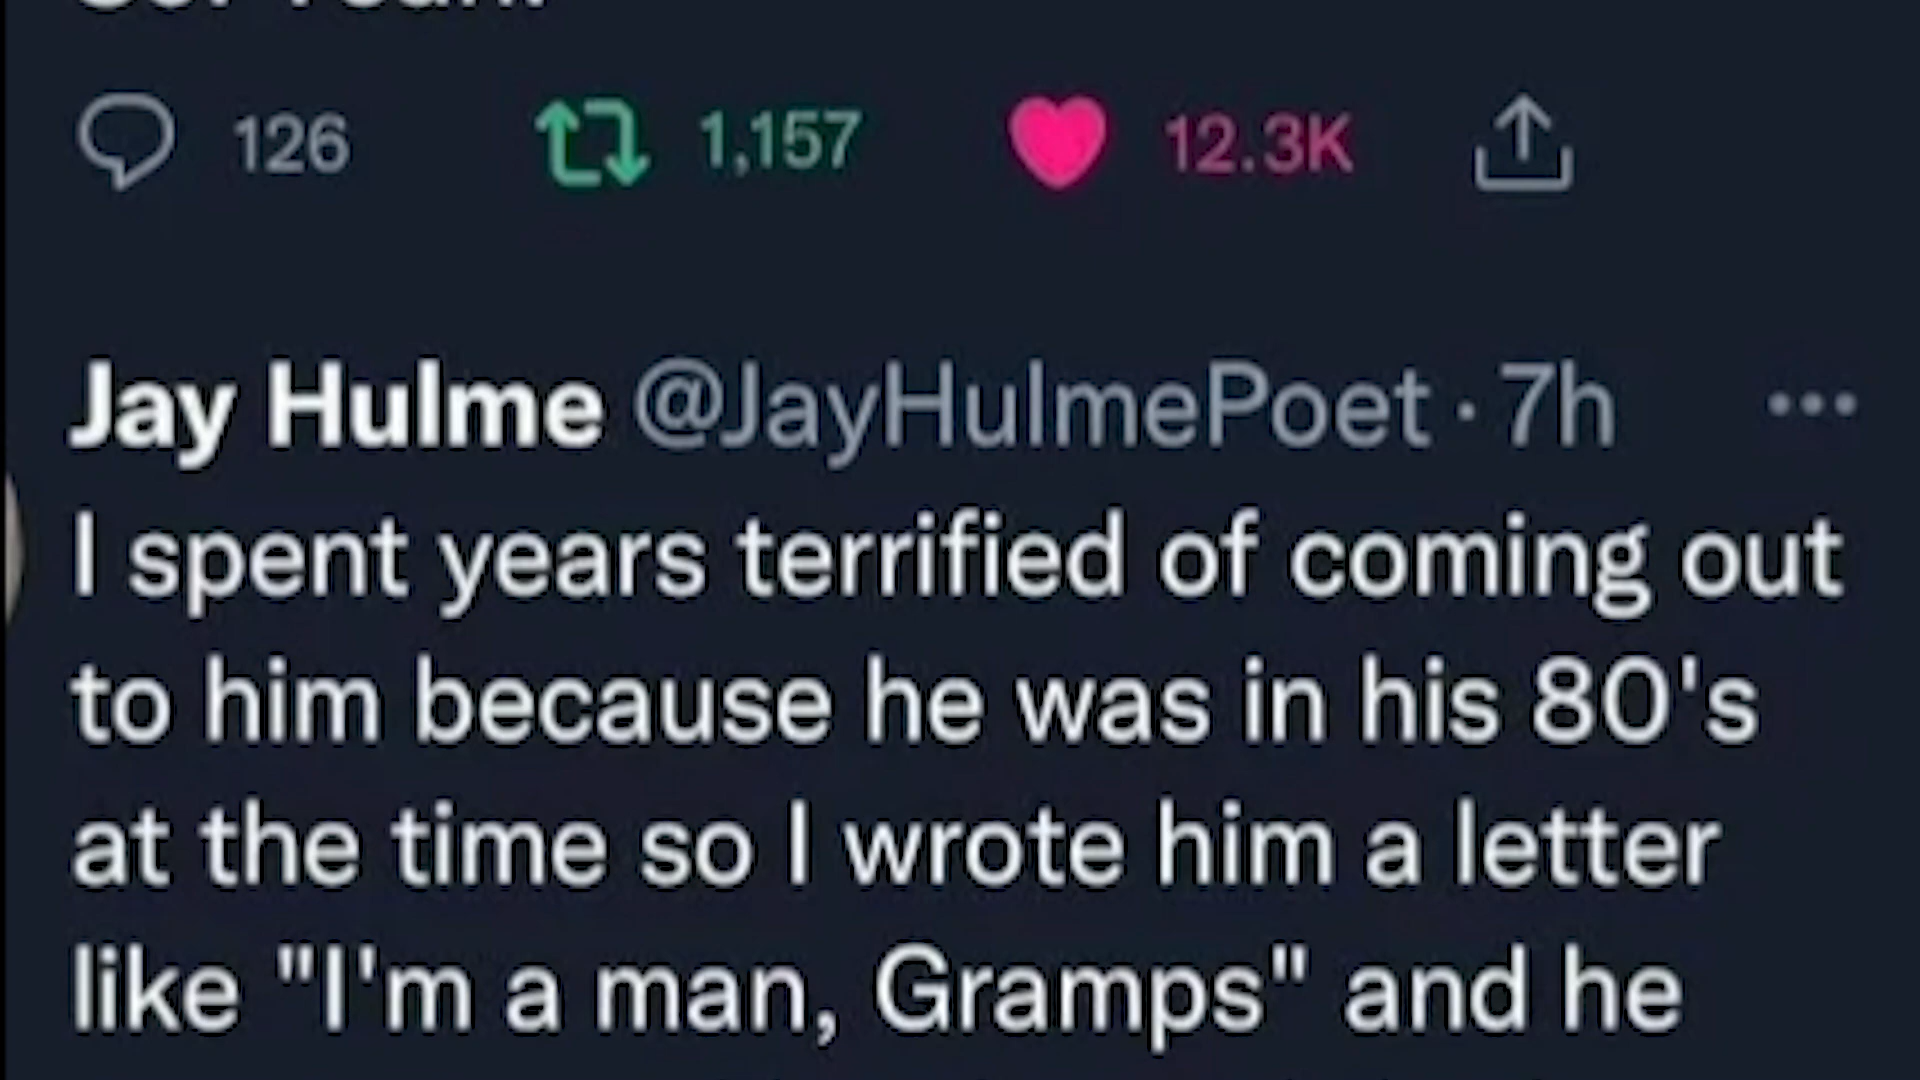 126 1,157 12.3K
Jay Hulme @JayHulmePoet · 7h
I spent years terrified of coming out
to him because he was in his 80's
at the time so I wrote him a letter
like "I'm a man, Gramps" and he